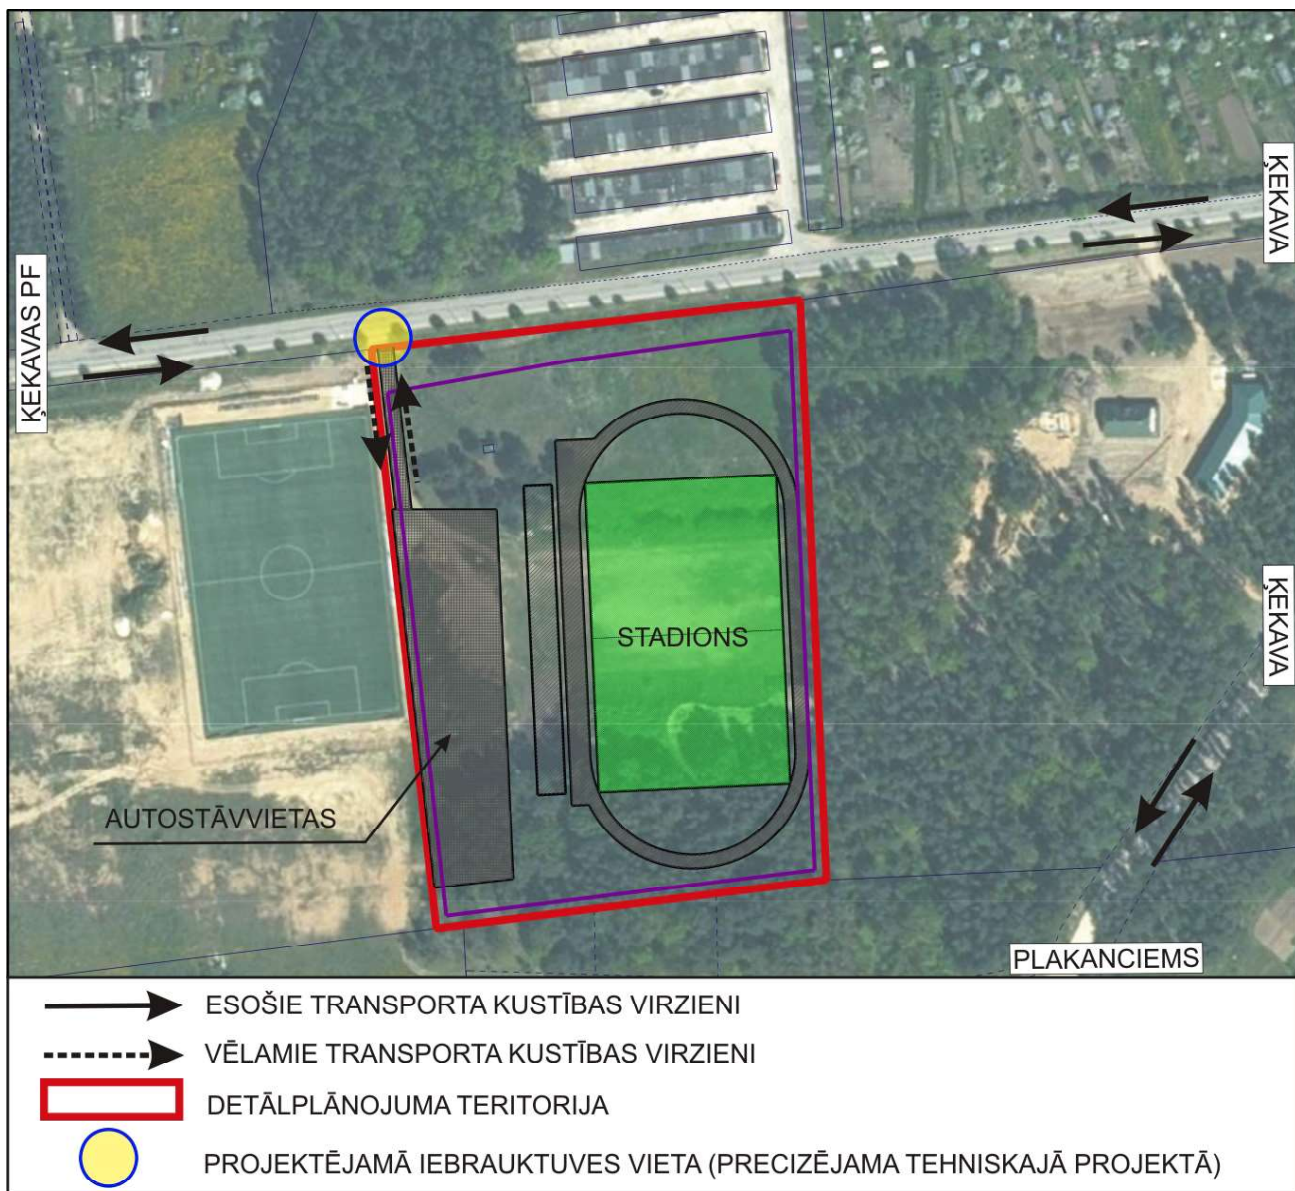 ĶEKAVA
ĶEKAVAS PF
ĶEKAVA
STADIONS
AUTOSTĀVVIETAS
PLAKANCIEMS
ESOŠIE TRANSPORTA KUSTĪBAS VIRZIENI
VĒLAMIE TRANSPORTA KUSTĪBAS VIRZIENI
DETĀLPLĀNOJUMA TERITORIJA
PROJEKTĒJAMĀ IEBRAUKTUVES VIETA (PRECIZĒJAMA TEHNISKAJĀ PROJEKTĀ)